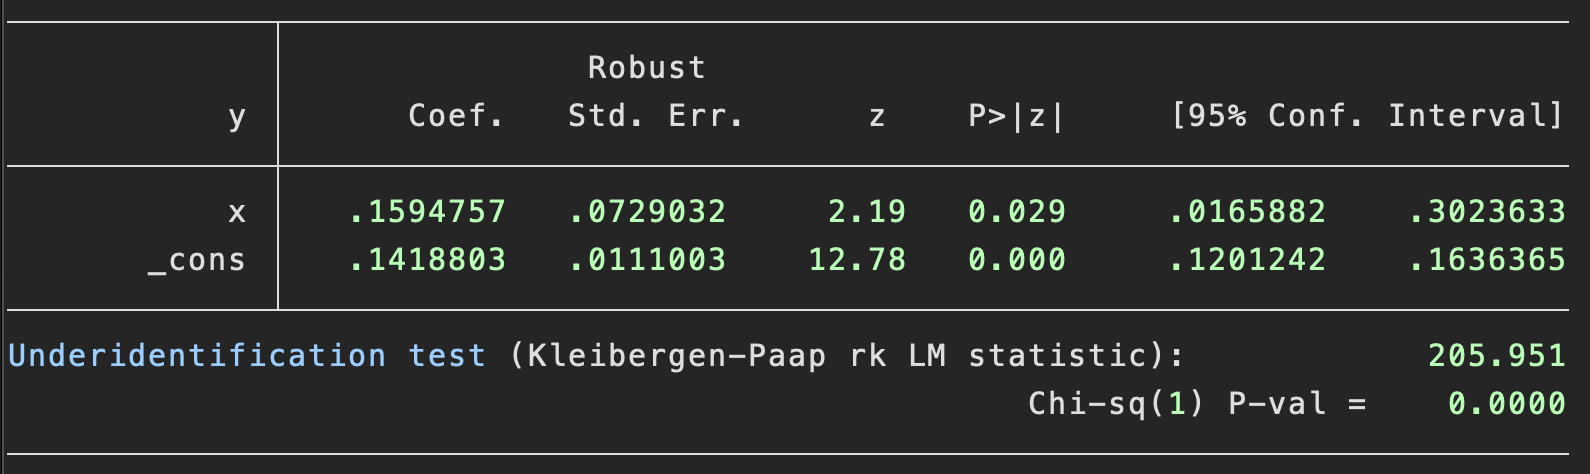 Robust
y Coef. Std. Err. z P>|z| [95% Conf. Interval]
x .1594757 .0729032 2.19 0.029 .0165882 .3023633
_cons .1418803 .0111003 12.78 0.000 .1201242 .1636365
Underidentification test (Kleibergen-Paap rk LM statistic): 205.951
Chi-sq(1) P-val = 0.0000